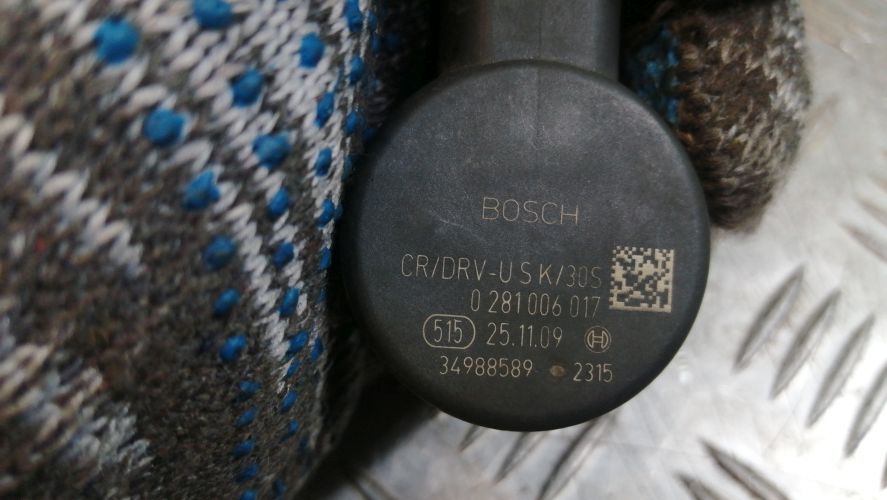 BOSCH
CR/DRV-USK/30S
0 281 006 017
515 25.11.09
34988589 2315